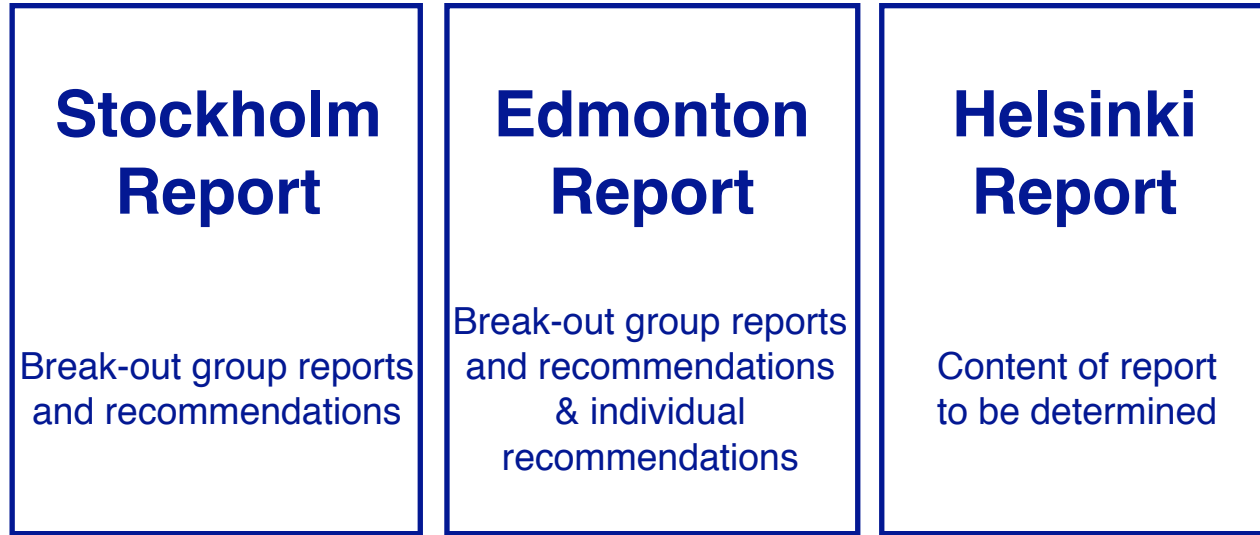 Stockholm
Report
Break-out group reports
and recommendations
Edmonton
Report
Break-out group reports
and recommendations
& individual
recommendations
Helsinki
Report
Content of report
to be determined